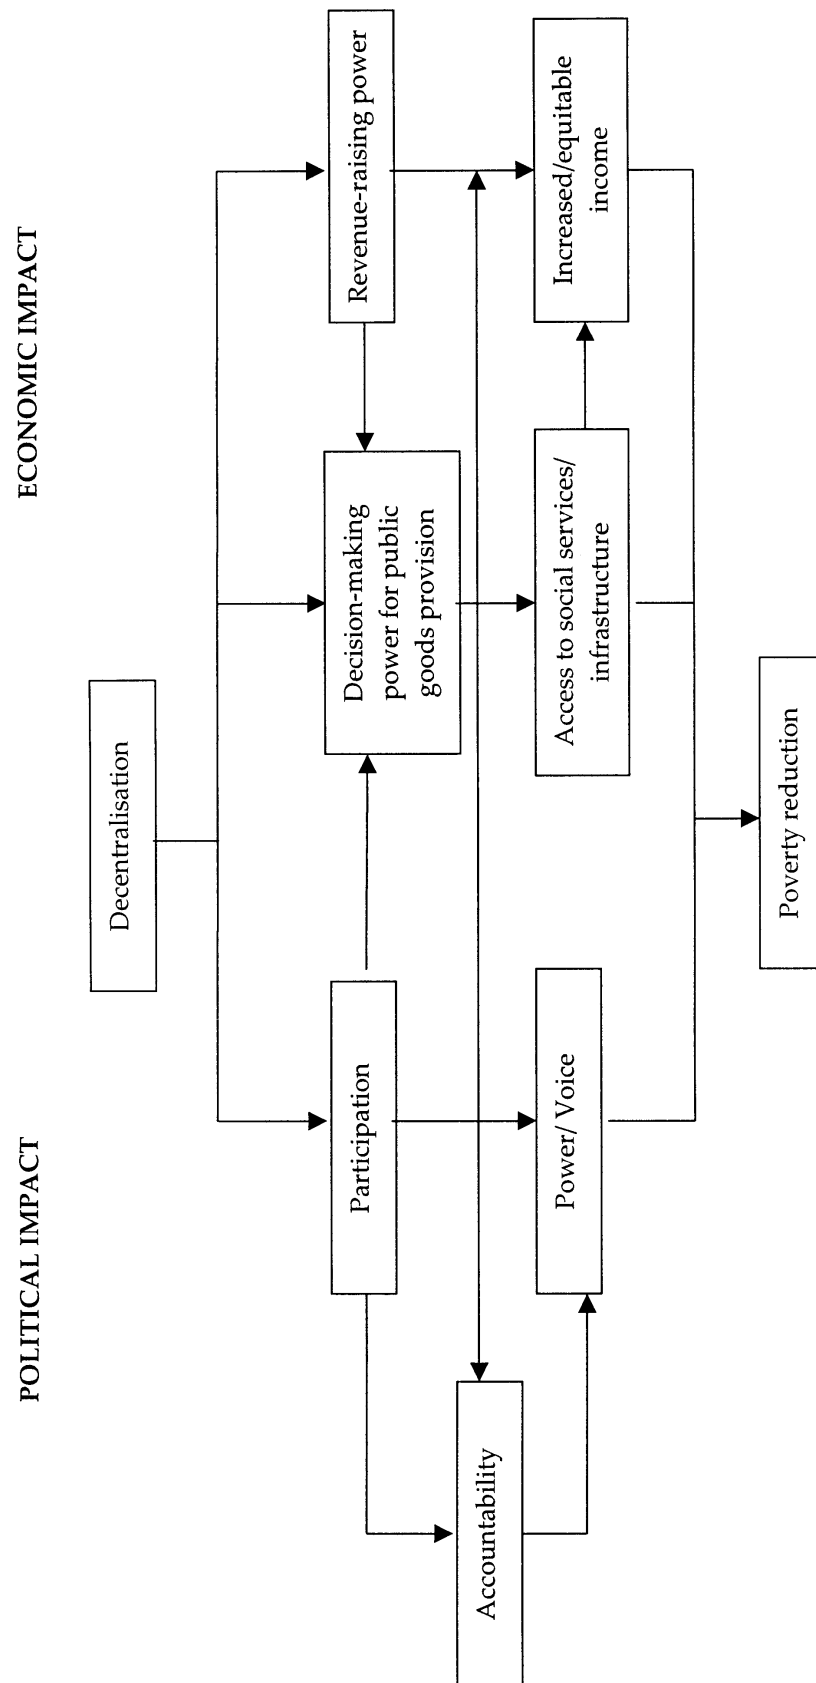 POLITICAL IMPACT
ECONOMIC IMPACT
Decentralisation
Participation
Decision-making
power for public
goods provision
Revenue-raising power
Accountability
Power/ Voice
Access to social services/
infrastructure
Increased/equitable
income
Poverty reduction